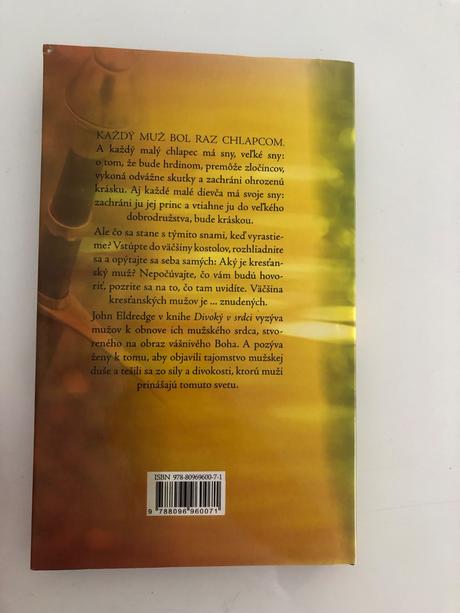 KAŽDÝ MUŽ BOL RAZ CHLAPCOM.
A každý malý chlapec má sny, veľké sny:
o tom, že bude hrdinom, premôže zločincov,
vykoná odvážne skutky a zachráni ohrozenú
krásku. Aj každé malé dievča má svoje sny:
zachráni ju jej princ a vtiahne ju do veľkého
dobrodružstva, bude kráskou.
Ale čo sa stane s týmito snami, keď vyrastie-
me? Vstúpte do väčšiny kostolov, rozhliadnite
sa a opýtajte sa seba samých: Aký je kresťan-
ský muž? Nepočúvajte, čo vám budú hovo-
riť, pozrite sa na to, čo tam uvidíte. Väčšina
kresťanských mužov je ... znudených.
John Eldredge v knihe Divoký v srdci vyzýva
mužov k obnove ich mužského srdca, stvo-
reného na obraz vášnivého Boha. A pozýva
ženy k tomu, aby objavili tajomstvo mužskej
duše a tešili sa zo sily a divokosti, ktorú muži
prinášajú tomuto svetu.
ISBN 978-80969600-7-1
9 788096 960071